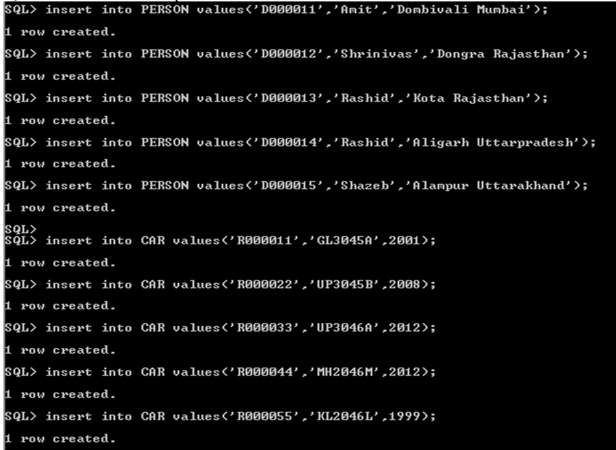 SQL> insert into PERSON values('D000011','Amit','Dombivali Mumbai');
1 row created.
SQL> insert into PERSON values('D000012','Shrinivas','Dongra Rajasthan');
1 row created.
SQL> insert into PERSON values('D000013','Rashid','Kota Rajasthan');
1 row created.
SQL> insert into PERSON values('D000014','Rashid','Aligarh Uttarpradesh');
1 row created.
SQL> insert into PERSON values('D000015','Shazeb','Alampur Uttarakhand');
1 row created.
SQL>
SQL> insert into CAR values('R000011','GL3045A',2001);
1 row created.
SQL> insert into CAR values('R000022','UP3045B',2008);
1 row created.
SQL> insert into CAR values('R000033','UP3046A',2012);
1 row created.
SQL> insert into CAR values('R000044','MH2046M',2012);
1 row created.
SQL> insert into CAR values('R000055','KL2046L',1999);
1 row created.